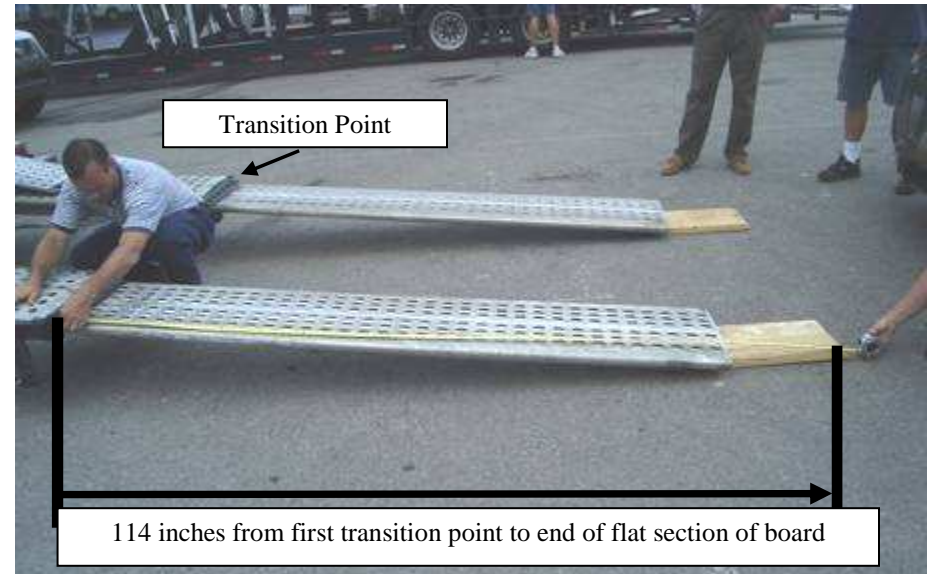 Transition Point
114 inches from first transition point to end of flat section of board